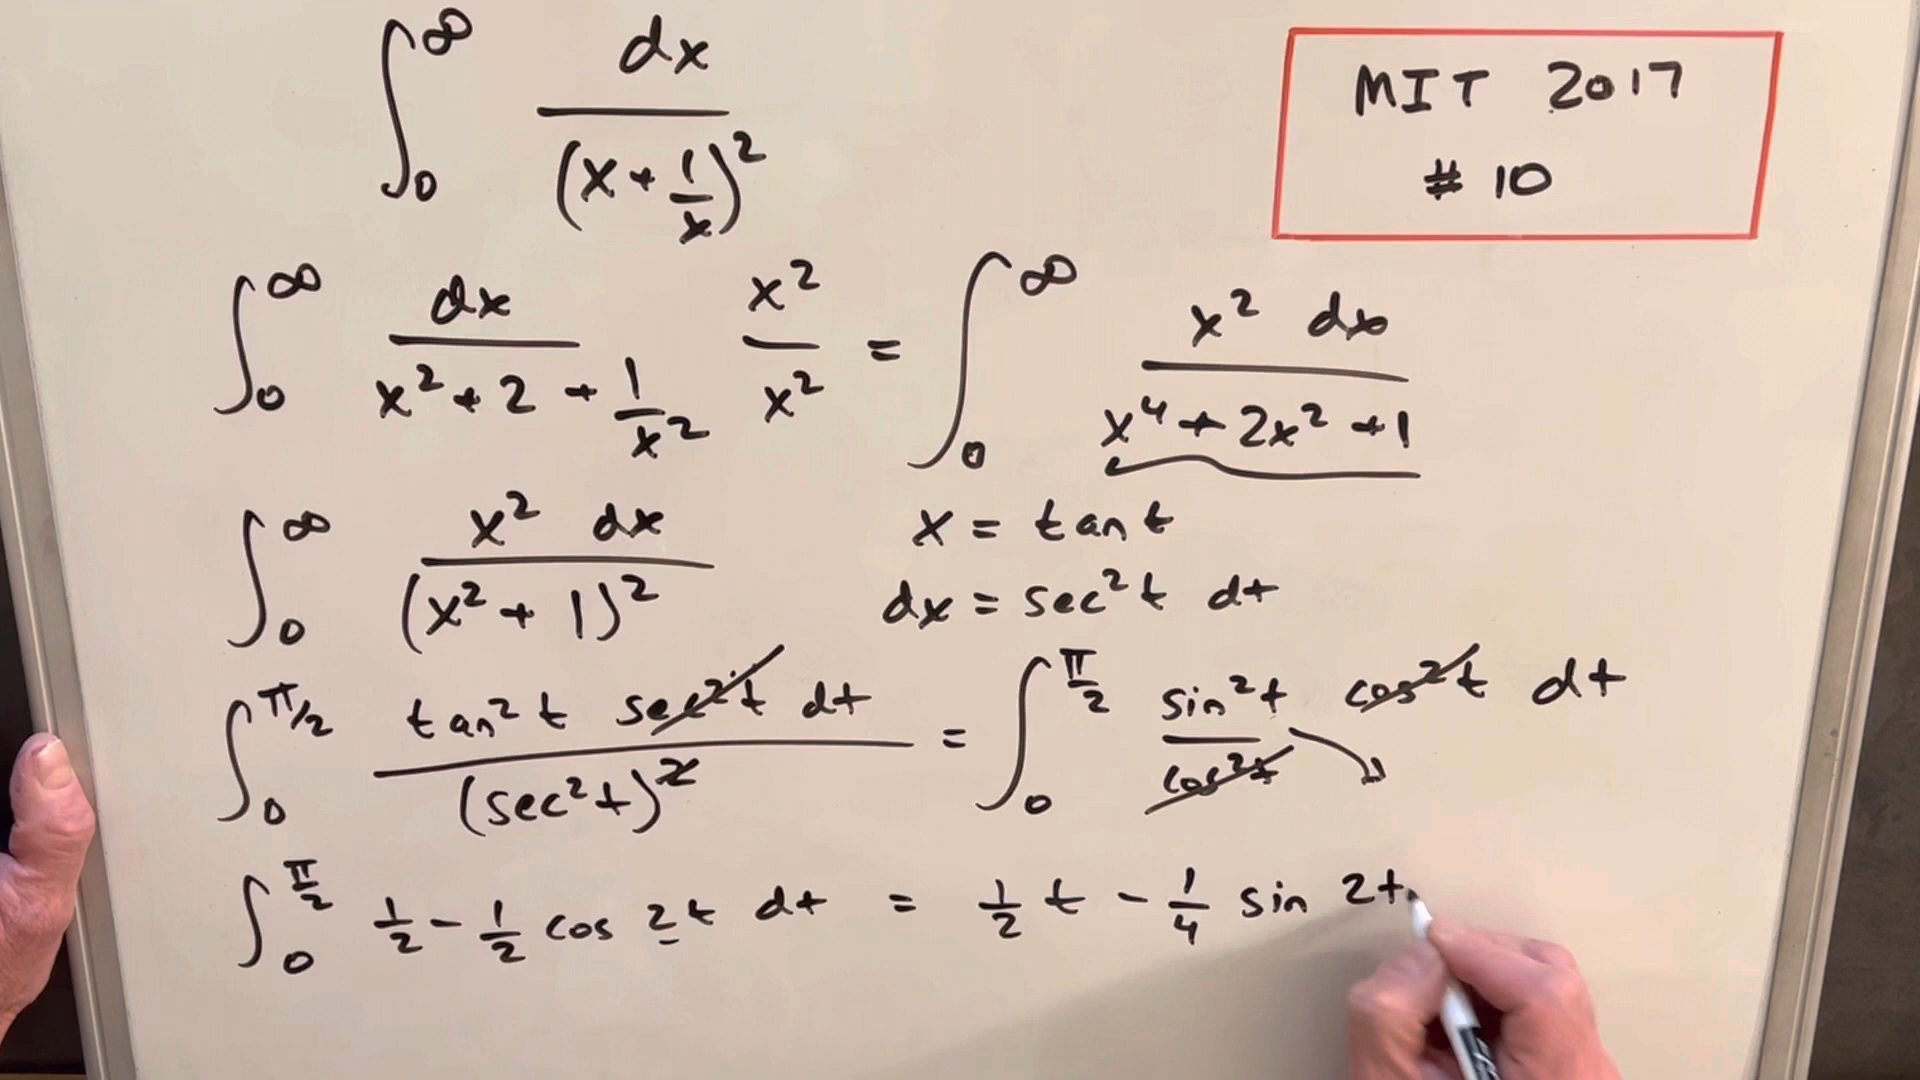 ∫₀^∞ dx / (x + 1/x)²
MIT 2017
# 10
∫₀^∞ dx / (x² + 2 + 1/x²) x²/x² = ∫₀^∞ x² dx / (x⁴ + 2x² + 1)
∫₀^∞ x² dx / (x² + 1)²
x = tan t
dx = sec² t dt
∫₀^π/2 tan² t sec² t dt / (sec² t)² = ∫₀^π/2 sin² t / cos² t cos² t dt
∫₀^π/2 1/2 - 1/2 cos 2t dt = 1/2 t - 1/4 sin 2t